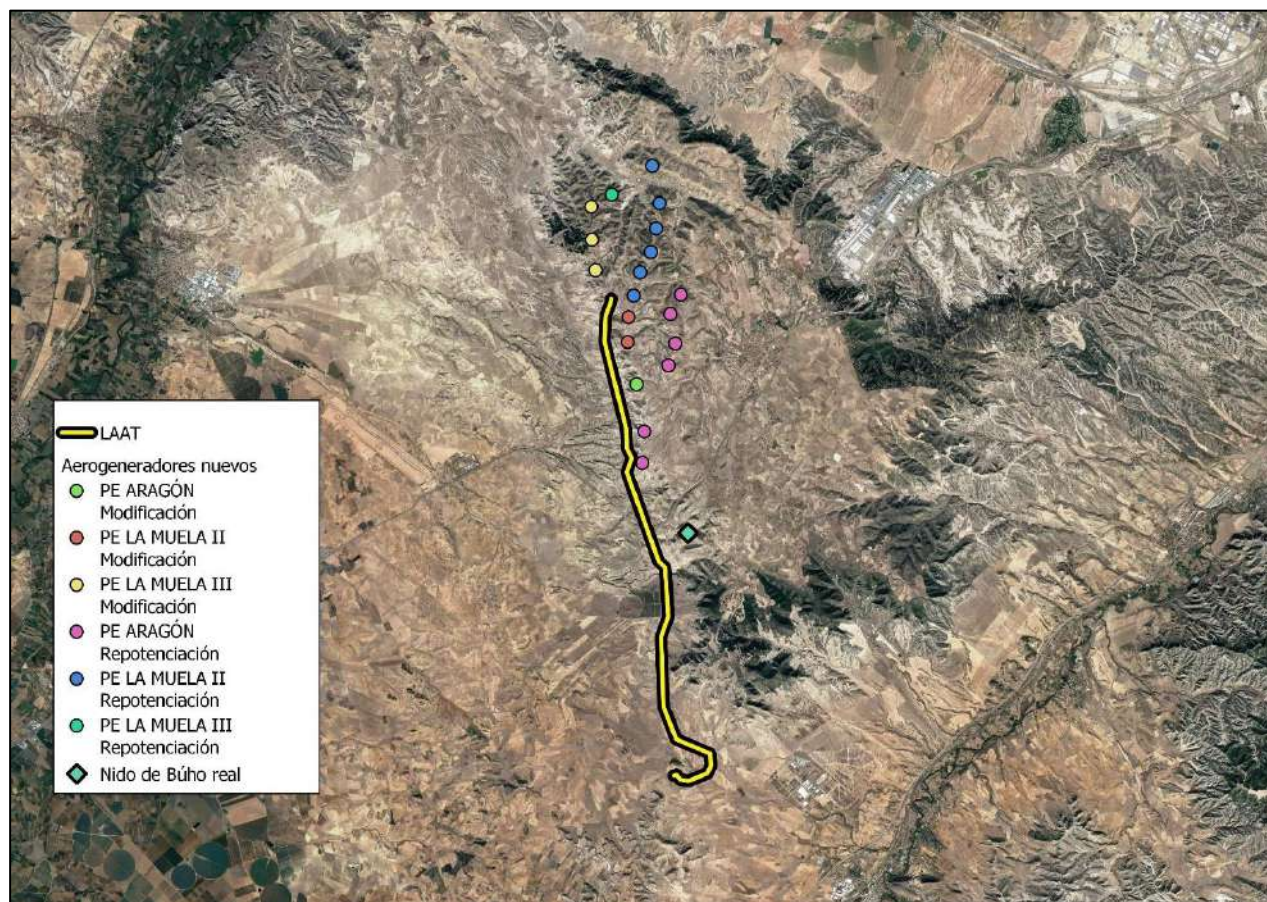 LAAT
Aerogeneradores nuevos
PE ARAGÓN
Modificación
PE LA MUELA II
Modificación
PE LA MUELA III
Modificación
PE ARAGÓN
Repotenciación
PE LA MUELA II
Repotenciación
PE LA MUELA III
Repotenciación
Nido de Búho real